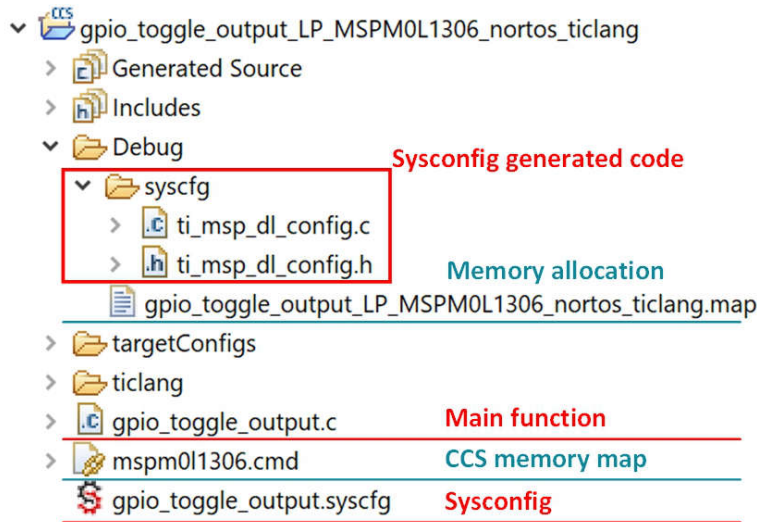 CCS
gpio_toggle_output_LP_MSPM0L1306_nortos_ticlang
Generated Source
Includes
Debug
Sysconfig generated code
syscfg
.c ti_msp_dl_config.c
.h ti_msp_dl_config.h
Memory allocation
gpio_toggle_output_LP_MSPM0L1306_nortos_ticlang.map
targetConfigs
ticlang
.c gpio_toggle_output.c Main function
mspm0l1306.cmd CCS memory map
gpio_toggle_output.syscfg Sysconfig